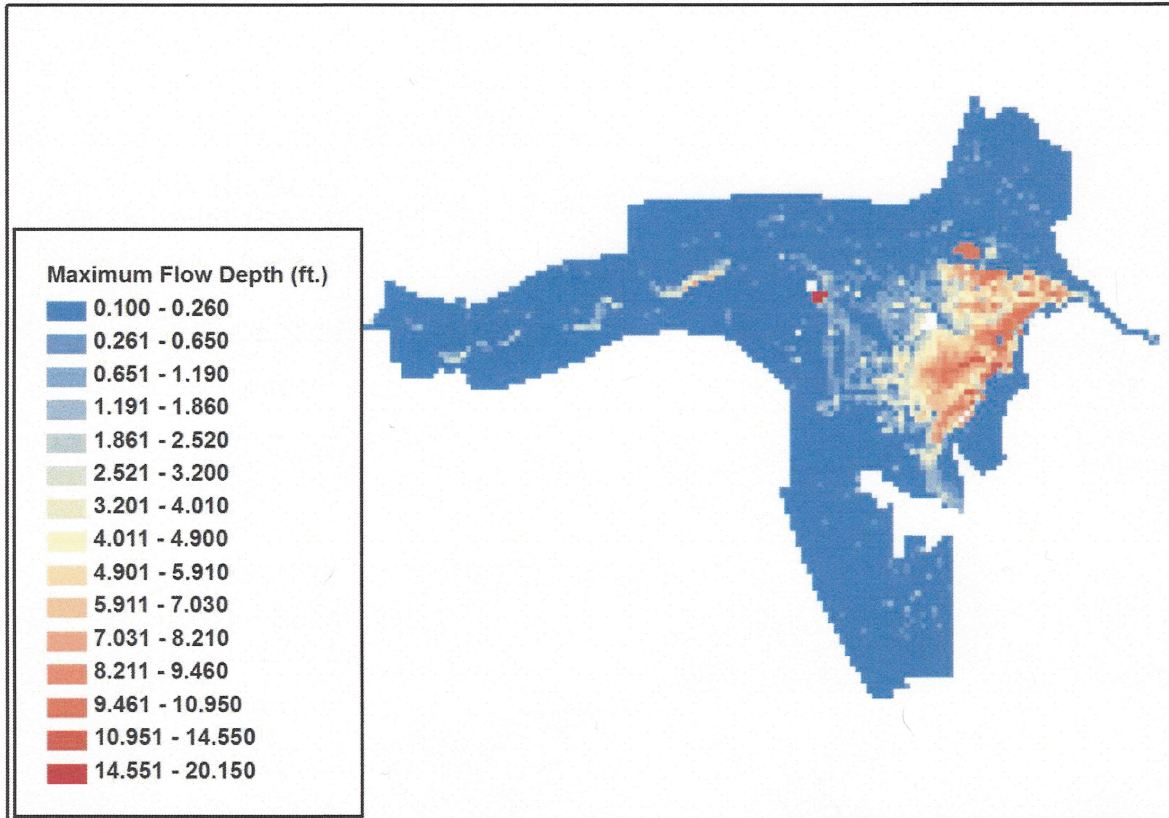 Maximum Flow Depth (ft.)
0.100 - 0.260
0.261 - 0.650
0.651 - 1.190
1.191 - 1.860
1.861 - 2.520
2.521 - 3.200
3.201 - 4.010
4.011 - 4.900
4.901 - 5.910
5.911 - 7.030
7.031 - 8.210
8.211 - 9.460
9.461 - 10.950
10.951 - 14.550
14.551 - 20.150